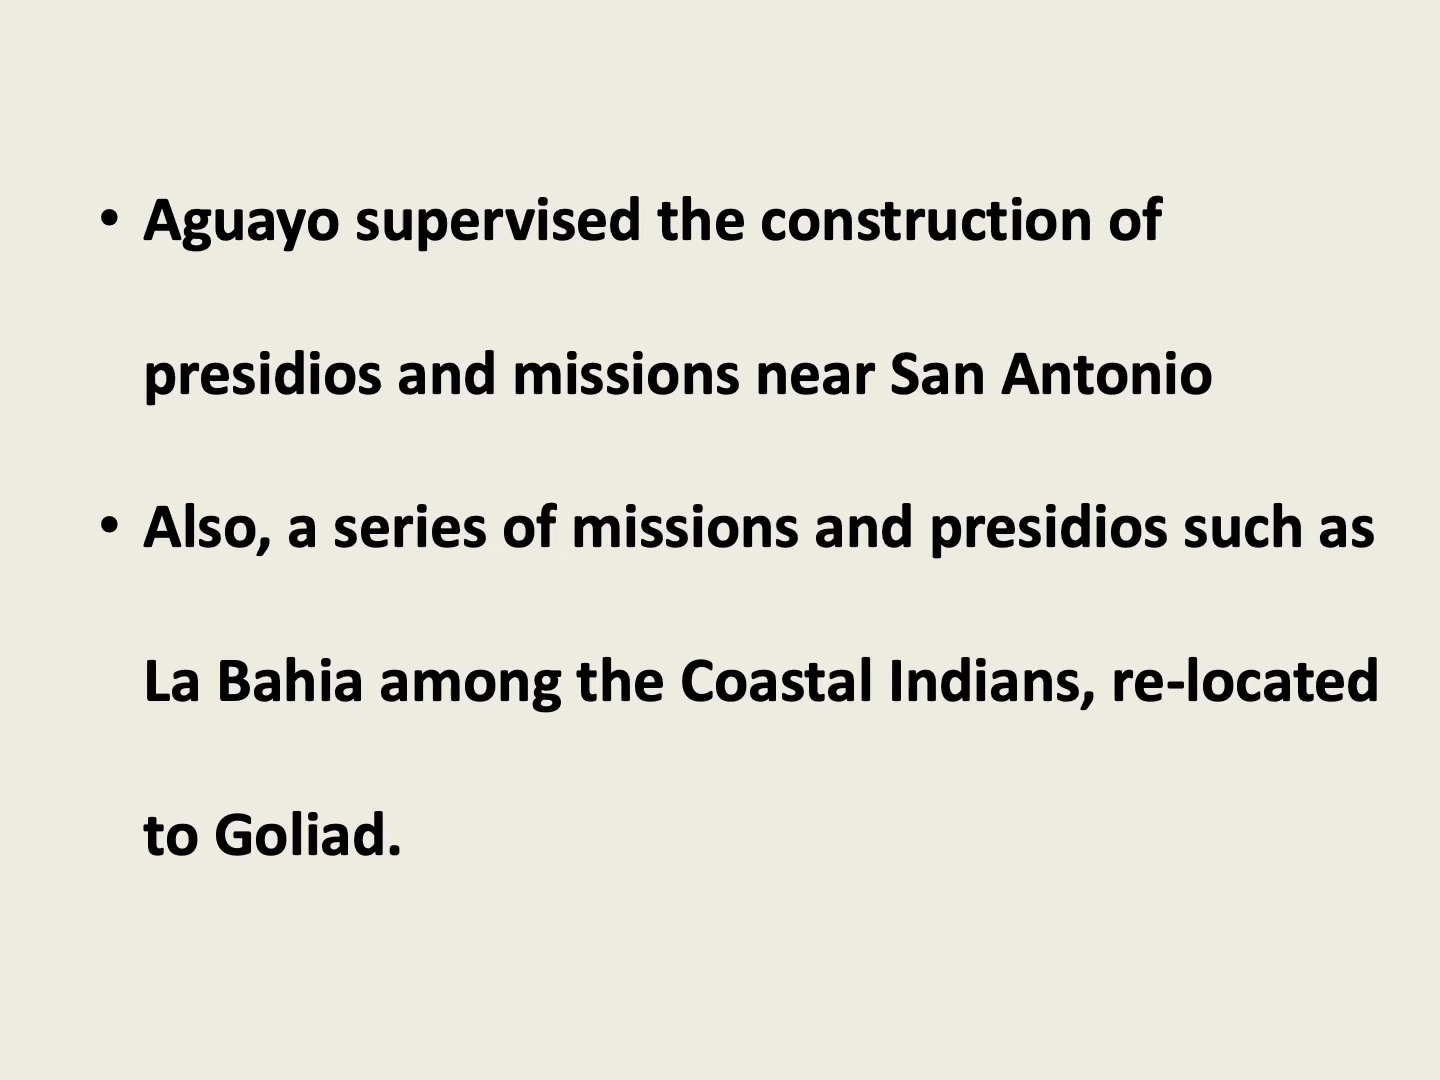 • Aguayo supervised the construction of
presidios and missions near San Antonio
• Also, a series of missions and presidios such as
La Bahia among the Coastal Indians, re-located
to Goliad.